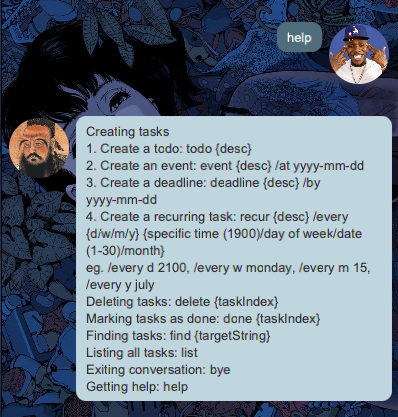 help
Creating tasks
1. Create a todo: todo {desc}
2. Create an event: event {desc} /at yyyy-mm-dd
3. Create a deadline: deadline {desc} /by
yyyy-mm-dd
4. Create a recurring task: recur {desc} /every
{d/w/m/y} {specific time (1900)/day of week/date
(1-30)/month}
eg. /every d 2100, /every w monday, /every m 15,
/every y july
Deleting tasks: delete {taskIndex}
Marking tasks as done: done {taskIndex}
Finding tasks: find {targetString}
Listing all tasks: list
Exiting conversation: bye
Getting help: help